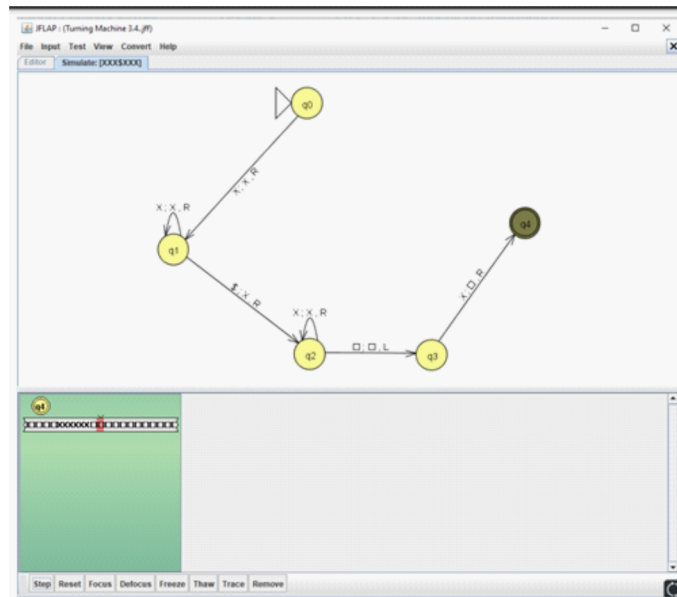 JFLAP : (Turning Machine 3.4.jff)
File Input Test View Convert Help
Editor Simulate: [XXX$XXX]
q0
X ; X , R
X ; X , R
q1
q4
$ ; X , R
X ; □ , R
X ; X , R
q2
□ ; □ , L
q3
q4
Step Reset Focus Defocus Freeze Thaw Trace Remove